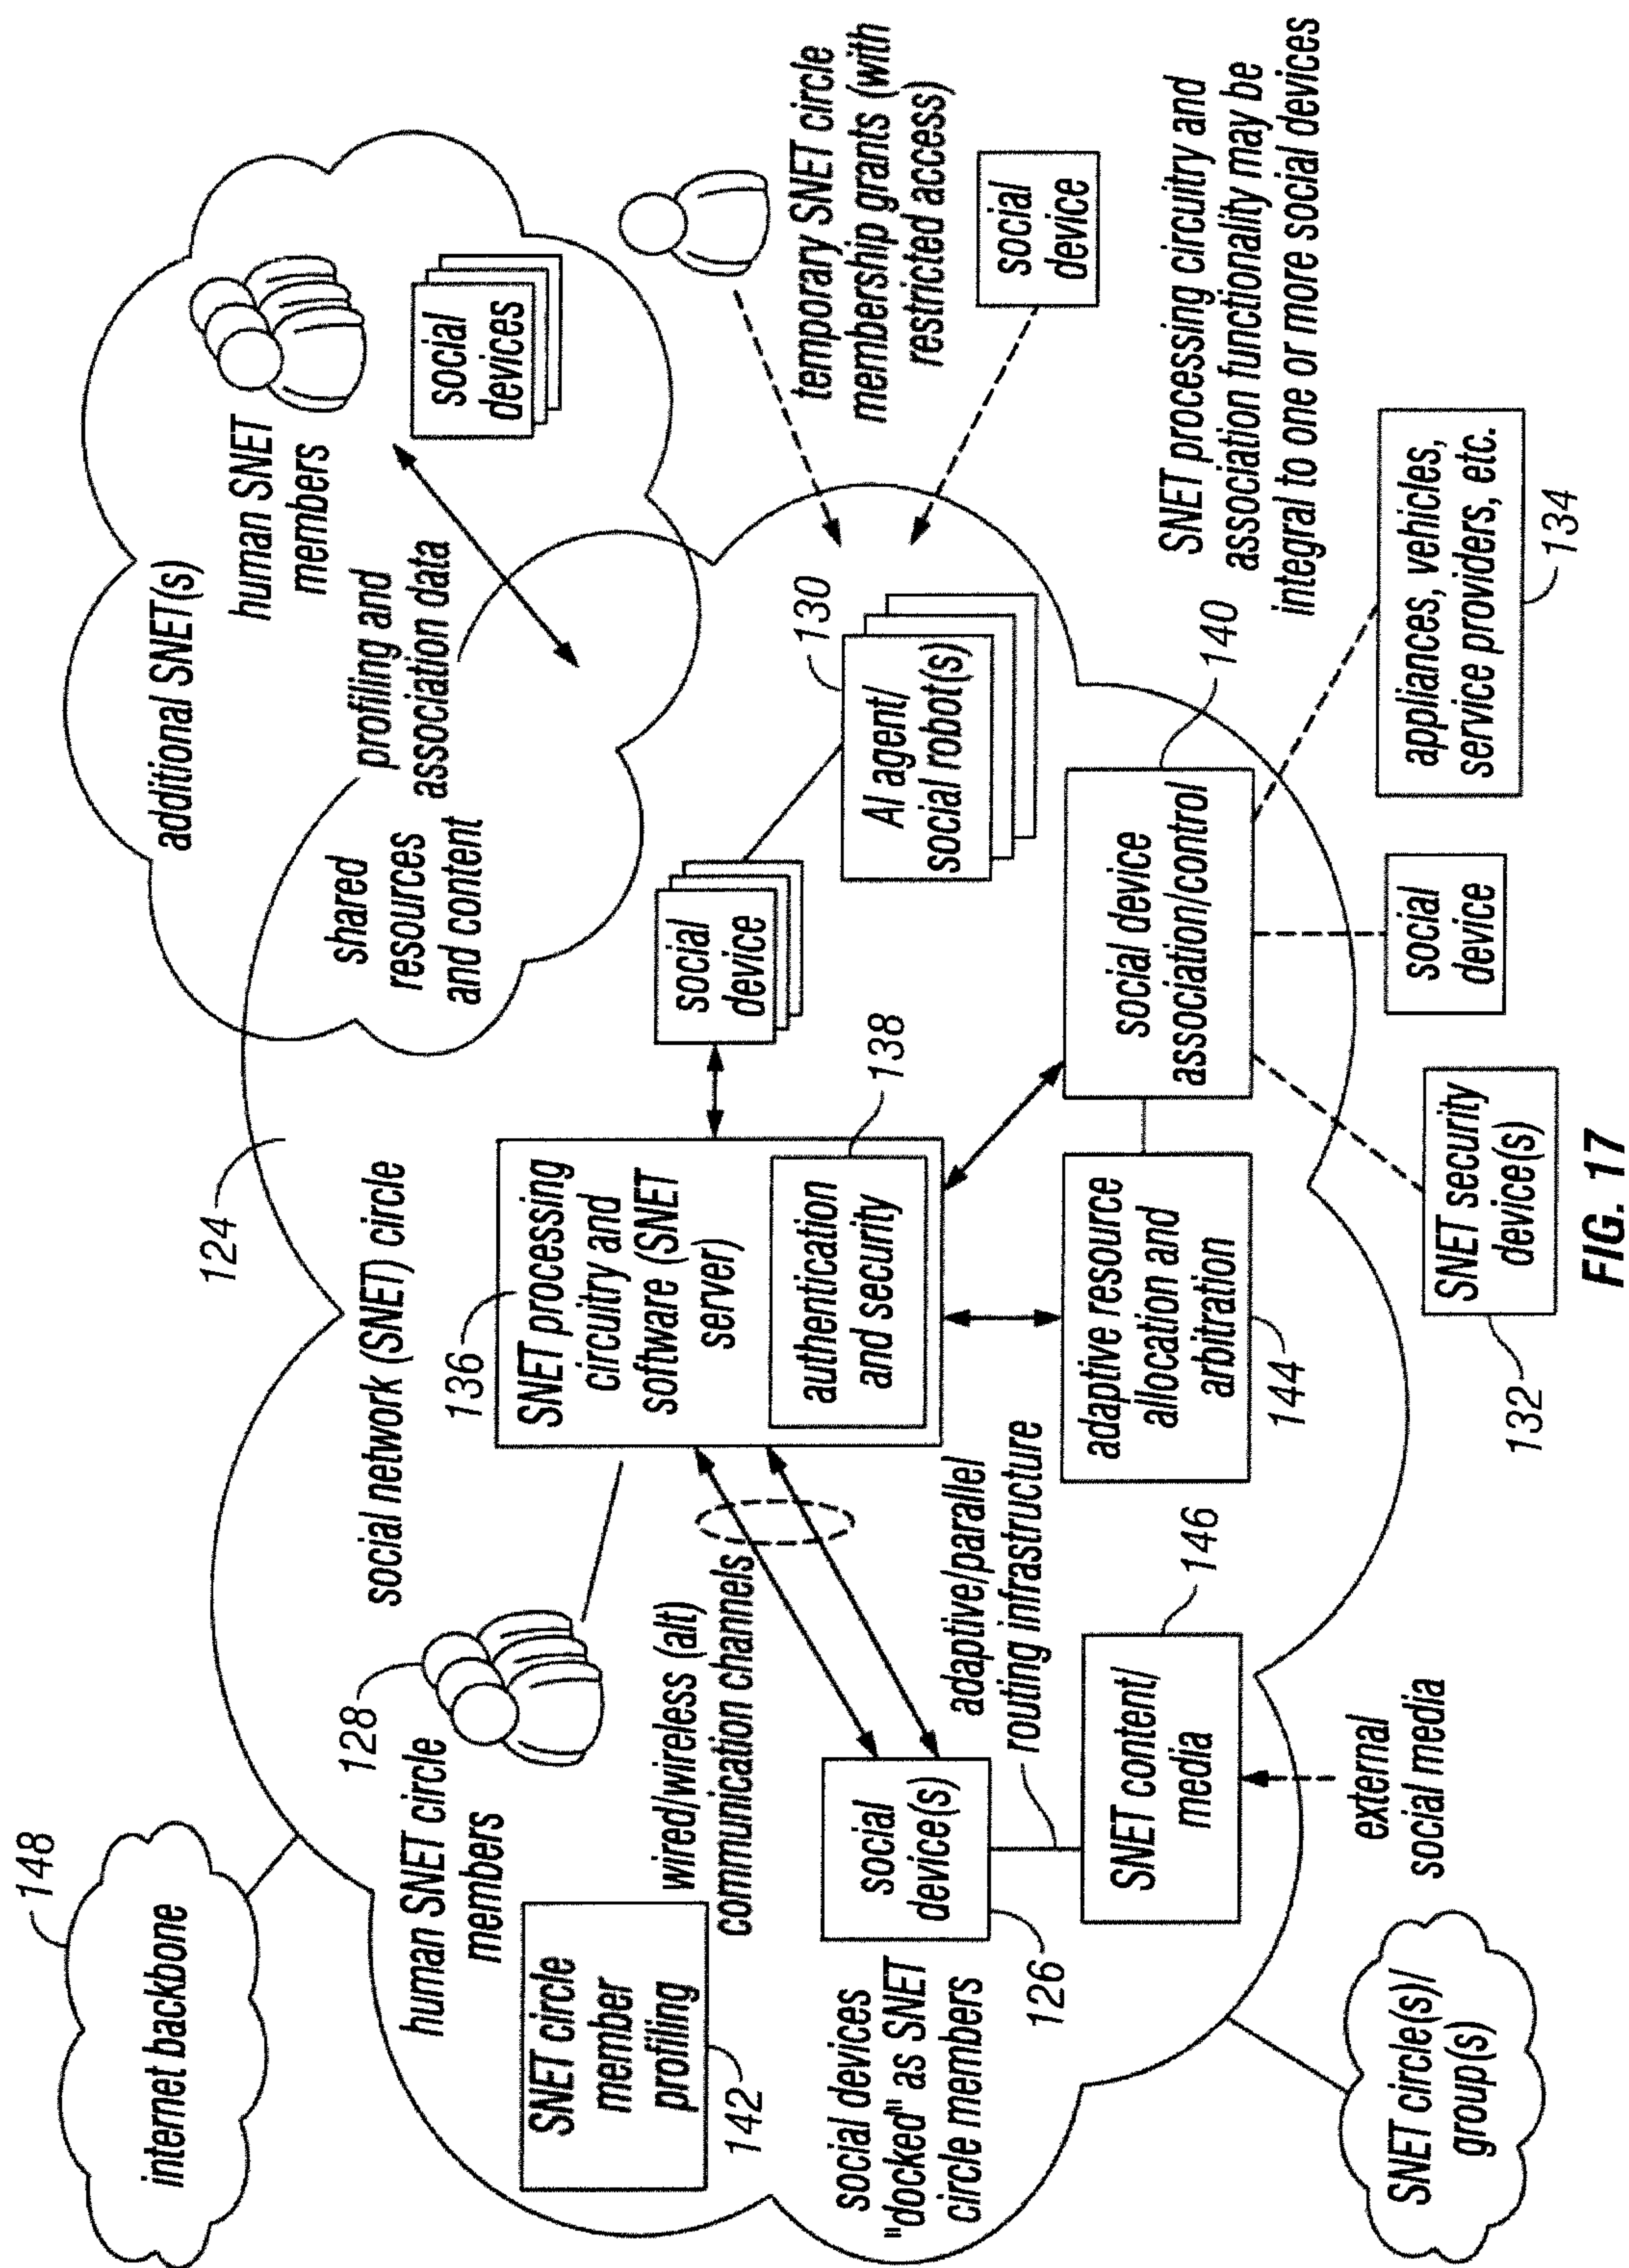 148
internet backbone
124
social network (SNET) circle
additional SNET(s)
human SNET
members
social
devices
profiling and
association data
shared
resources
and content
128
human SNET circle
members
SNET circle
member
profiling
142
136
SNET processing
circuitry and
software (SNET
server)
authentication
and security
138
social
device
130
AI agent/
social robot(s)
temporary SNET circle
membership grants (with
restricted access)
social
device
wired/wireless (alt)
communication channels
social devices
"docked" as SNET
circle members
social
device(s)
126
adaptive/parallel
routing infrastructure
SNET content/
media
146
external
social media
adaptive resource
allocation and
arbitration
144
social device
association/control
140
SNET processing circuitry and
association functionality may be
integral to one or more social devices
SNET circle(s)/
group(s)
SNET security
device(s)
132
social
device
appliances, vehicles,
service providers, etc.
134
FIG. 17